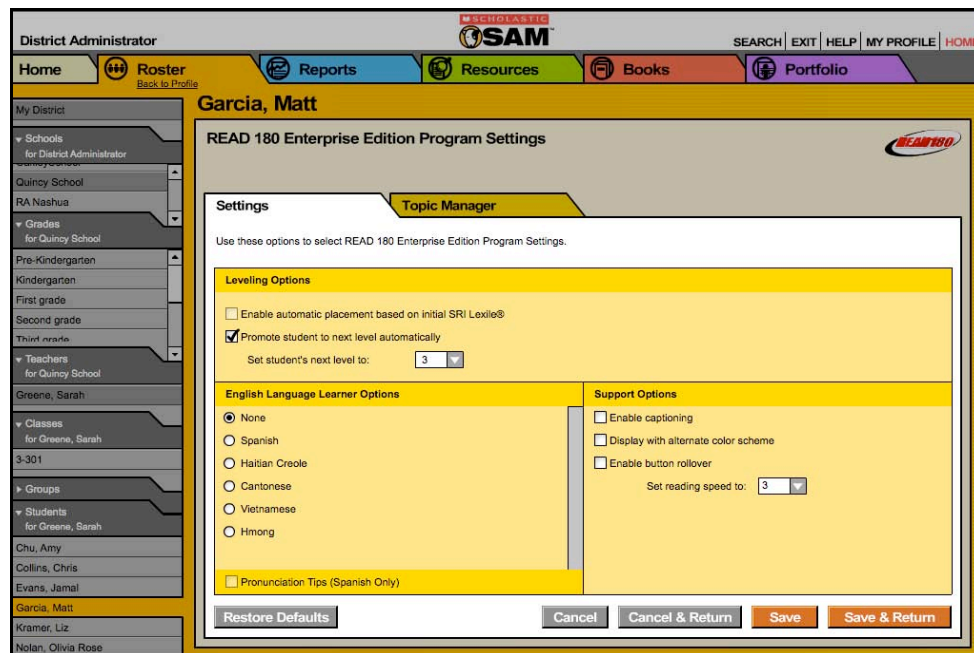 SCHOLASTIC
SAM
District Administrator
SEARCH EXIT HELP MY PROFILE HOME
Home
Roster
Back to Profile
Reports
Resources
Books
Portfolio
My District
Schools
for District Administrator
Quincy School
RA Nashua
Grades
for Quincy School
Pre-Kindergarten
Kindergarten
First grade
Second grade
Third grade
Teachers
for Quincy School
Greene, Sarah
Classes
for Greene, Sarah
3-301
Groups
Students
for Greene, Sarah
Chu, Amy
Collins, Chris
Evans, Jamal
Garcia, Matt
Kramer, Liz
Nolan, Olivia Rose
Garcia, Matt
READ 180 Enterprise Edition Program Settings
READ 180
Settings
Topic Manager
Use these options to select READ 180 Enterprise Edition Program Settings.
Leveling Options
Enable automatic placement based on initial SRI Lexile®
Promote student to next level automatically
Set student's next level to: 3
English Language Learner Options
None
Spanish
Haitian Creole
Cantonese
Vietnamese
Hmong
Pronunciation Tips (Spanish Only)
Support Options
Enable captioning
Display with alternate color scheme
Enable button rollover
Set reading speed to: 3
Restore Defaults
Cancel
Cancel & Return
Save
Save & Return